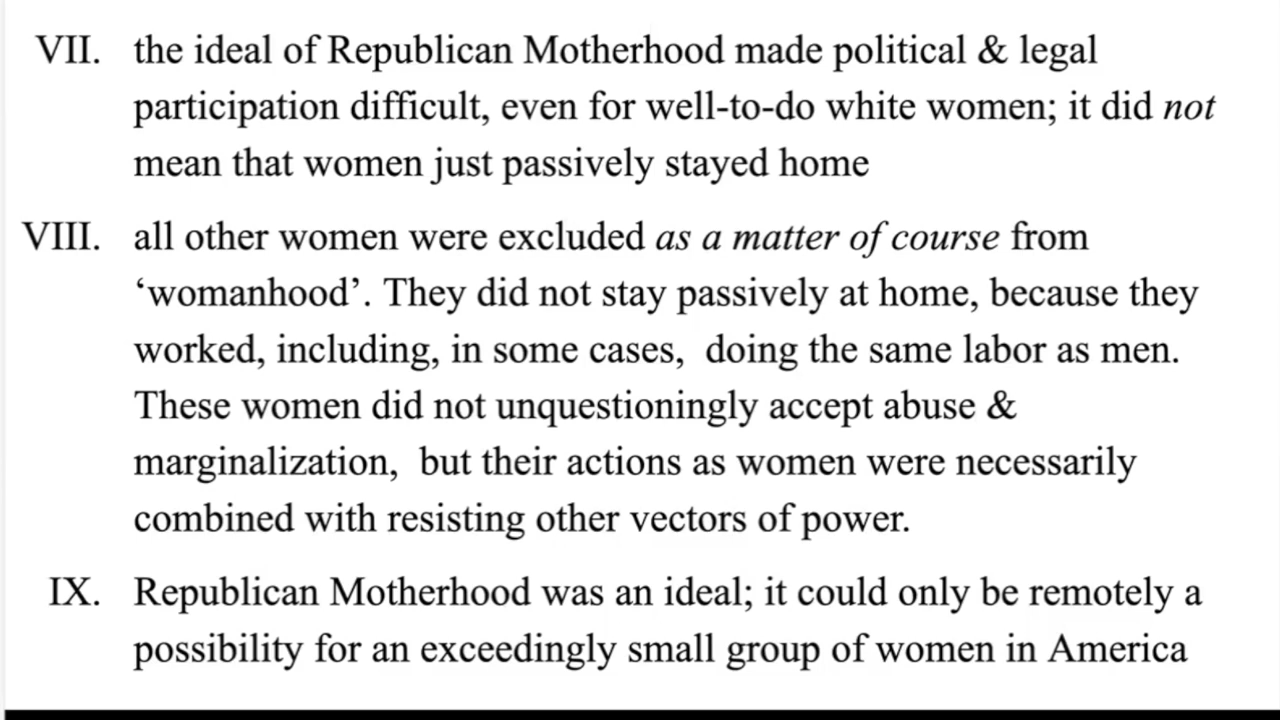 VII. the ideal of Republican Motherhood made political & legal
participation difficult, even for well-to-do white women; it did not
mean that women just passively stayed home
VIII. all other women were excluded as a matter of course from
‘womanhood’. They did not stay passively at home, because they
worked, including, in some cases,  doing the same labor as men.
These women did not unquestioningly accept abuse &
marginalization,  but their actions as women were necessarily
combined with resisting other vectors of power.
IX. Republican Motherhood was an ideal; it could only be remotely a
possibility for an exceedingly small group of women in America